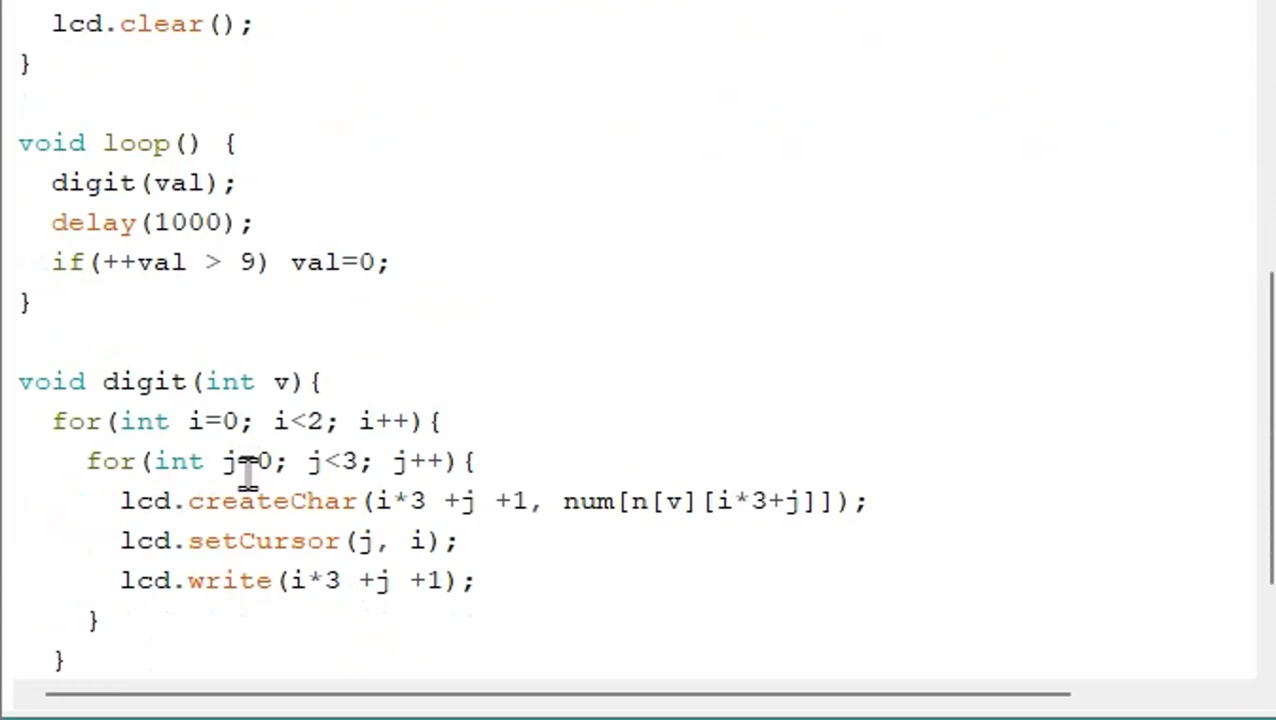 lcd.clear();
}
void loop() {
digit(val);
delay(1000);
if(++val > 9) val=0;
}
void digit(int v){
for(int i=0; i<2; i++){
for(int j=0; j<3; j++){
lcd.createChar(i*3 +j +1, num[n[v][i*3+j]]);
lcd.setCursor(j, i);
lcd.write(i*3 +j +1);
}
}